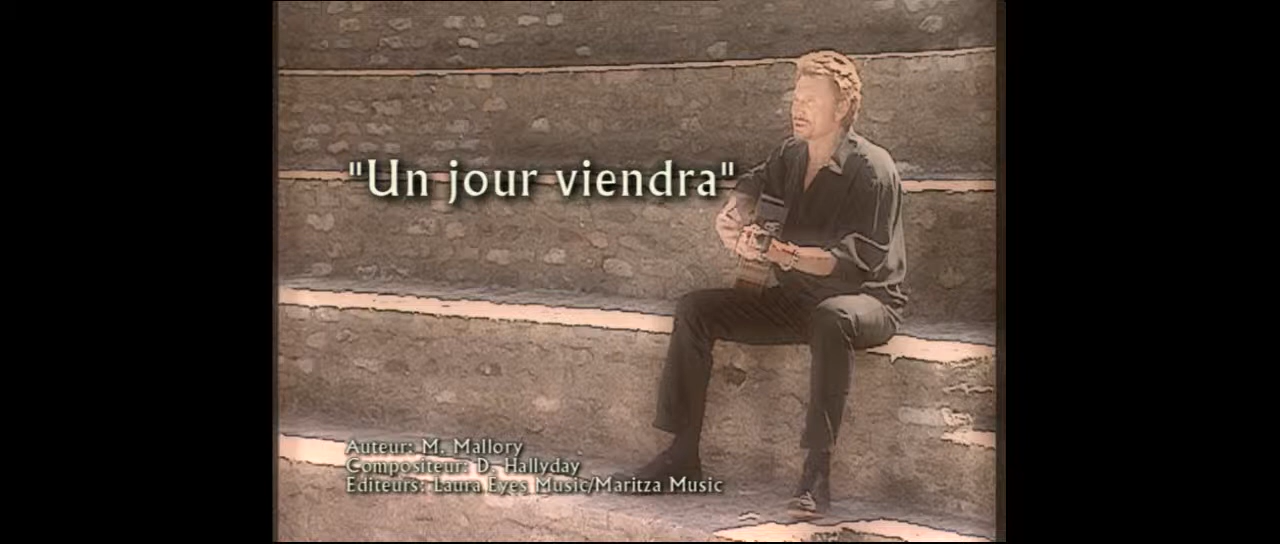 "Un jour viendra"
Auteur: M. Mallory
Compositeur: D. Hallyday
Editeurs: Laura Eyes Music/Maritza Music